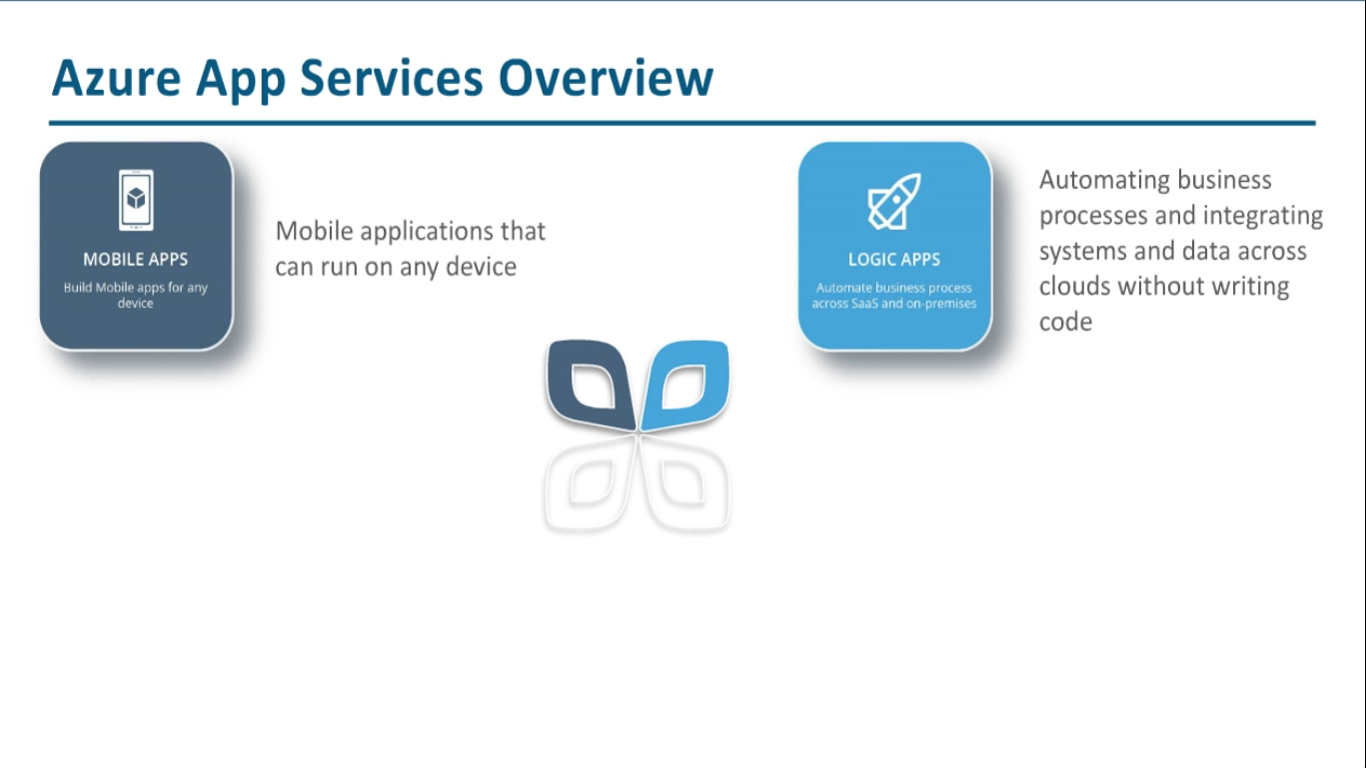 Azure App Services Overview
MOBILE APPS
Build Mobile apps for any
device
Mobile applications that
can run on any device
LOGIC APPS
Automate business process
across SaaS and on-premises
Automating business
processes and integrating
systems and data across
clouds without writing
code